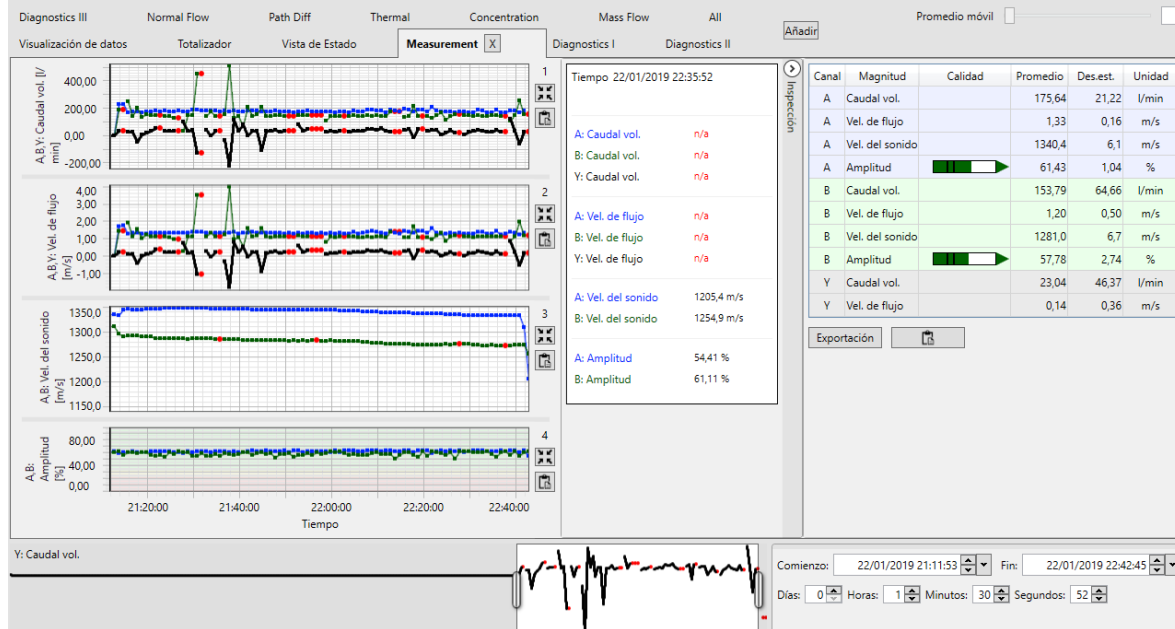 Diagnostics III Normal Flow Path Diff Thermal Concentration Mass Flow All
Promedio móvil
Añadir
Visualización de datos Totalizador Vista de Estado Measurement X Diagnostics I Diagnostics II
A,B,Y: Caudal vol. [l/
min]
400,00
200,00
0,00
-200,00
1
A,B,Y: Vel. de flujo
[m/s]
4,00
3,00
2,00
1,00
0,00
-1,00
2
A,B: Vel. del sonido
[m/s]
1350,0
1300,0
1250,0
1200,0
1150,0
3
A,B:
Amplitud
[%]
80,00
40,00
0,00
4
21:20:00 21:40:00 22:00:00 22:20:00 22:40:00
Tiempo
Tiempo 22/01/2019 22:35:52
A: Caudal vol. n/a
B: Caudal vol. n/a
Y: Caudal vol. n/a
A: Vel. de flujo n/a
B: Vel. de flujo n/a
Y: Vel. de flujo n/a
A: Vel. del sonido 1205,4 m/s
B: Vel. del sonido 1254,9 m/s
A: Amplitud 54,41 %
B: Amplitud 61,11 %
Inspección
Canal Magnitud Calidad Promedio Des.est. Unidad
A Caudal vol. 175,64 21,22 l/min
A Vel. de flujo 1,33 0,16 m/s
A Vel. del sonido 1340,4 6,1 m/s
A Amplitud 61,43 1,04 %
B Caudal vol. 153,79 64,66 l/min
B Vel. de flujo 1,20 0,50 m/s
B Vel. del sonido 1281,0 6,7 m/s
B Amplitud 57,78 2,74 %
Y Caudal vol. 23,04 46,37 l/min
Y Vel. de flujo 0,14 0,36 m/s
Exportación
Y: Caudal vol.
Comienzo: 22/01/2019 21:11:53 Fin: 22/01/2019 22:42:45
Días: 0 Horas: 1 Minutos: 30 Segundos: 52